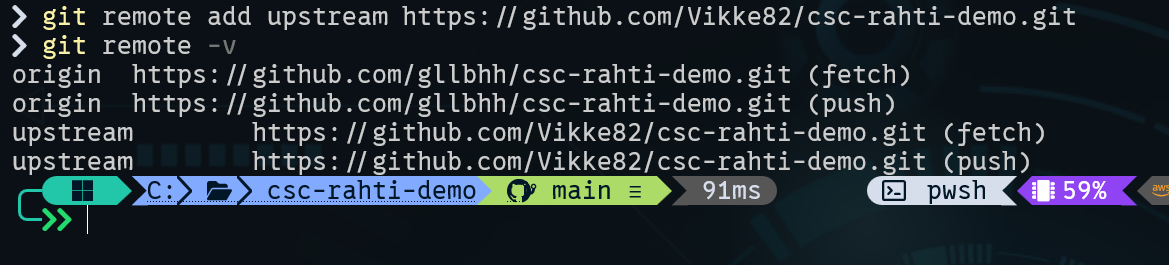 ❯ git remote add upstream https://github.com/Vikke82/csc-rahti-demo.git
❯ git remote -v
origin  https://github.com/gllbhh/csc-rahti-demo.git (fetch)
origin  https://github.com/gllbhh/csc-rahti-demo.git (push)
upstream        https://github.com/Vikke82/csc-rahti-demo.git (fetch)
upstream        https://github.com/Vikke82/csc-rahti-demo.git (push)
C: csc-rahti-demo main ≡ 91ms pwsh 59% aws